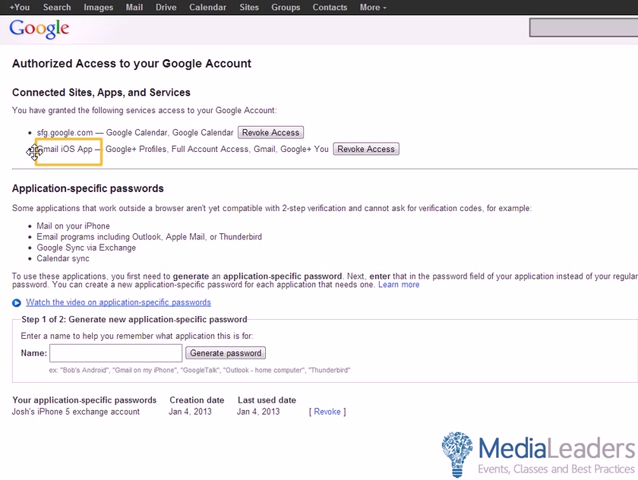 +You Search Images Mail Drive Calendar Sites Groups Contacts More
Google
Authorized Access to your Google Account
Connected Sites, Apps, and Services
You have granted the following services access to your Google Account:
sfg.google.com — Google Calendar, Google Calendar Revoke Access
Gmail iOS App — Google+ Profiles, Full Account Access, Gmail, Google+ You Revoke Access
Application-specific passwords
Some applications that work outside a browser aren't yet compatible with 2-step verification and cannot ask for verification codes, for example:
Mail on your iPhone
Email programs including Outlook, Apple Mail, or Thunderbird
Google Sync via Exchange
Calendar sync
To use these applications, you first need to generate an application-specific password. Next, enter that in the password field of your application instead of your regular
password. You can create a new application-specific password for each application that needs one. Learn more
Watch the video on application-specific passwords
Step 1 of 2: Generate new application-specific password
Enter a name to help you remember what application this is for:
Name: Generate password
ex: "Bob's Android", "Gmail on my iPhone", "GoogleTalk", "Outlook - home computer", "Thunderbird"
Your application-specific passwords Creation date Last used date
Josh's iPhone 5 exchange account Jan 4, 2013 Jan 4, 2013 [ Revoke ]
MediaLeaders
Events, Classes and Best Practices